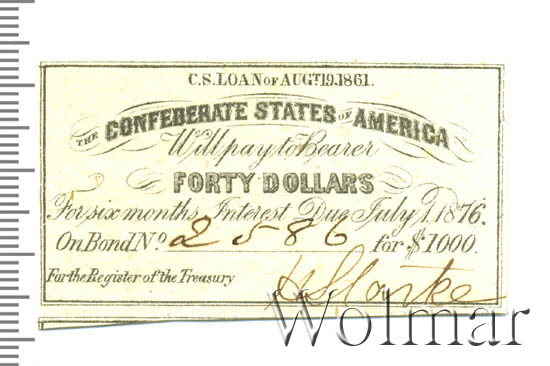 C.S. LOAN OF AUGT. 19. 1861.
THE CONFEDERATE STATES OF AMERICA
Will pay to Bearer
FORTY DOLLARS
For six months Interest Due July 1. 1876.
On Bond No 2586 for $1000.
For the Register of the Treasury
Wolmar